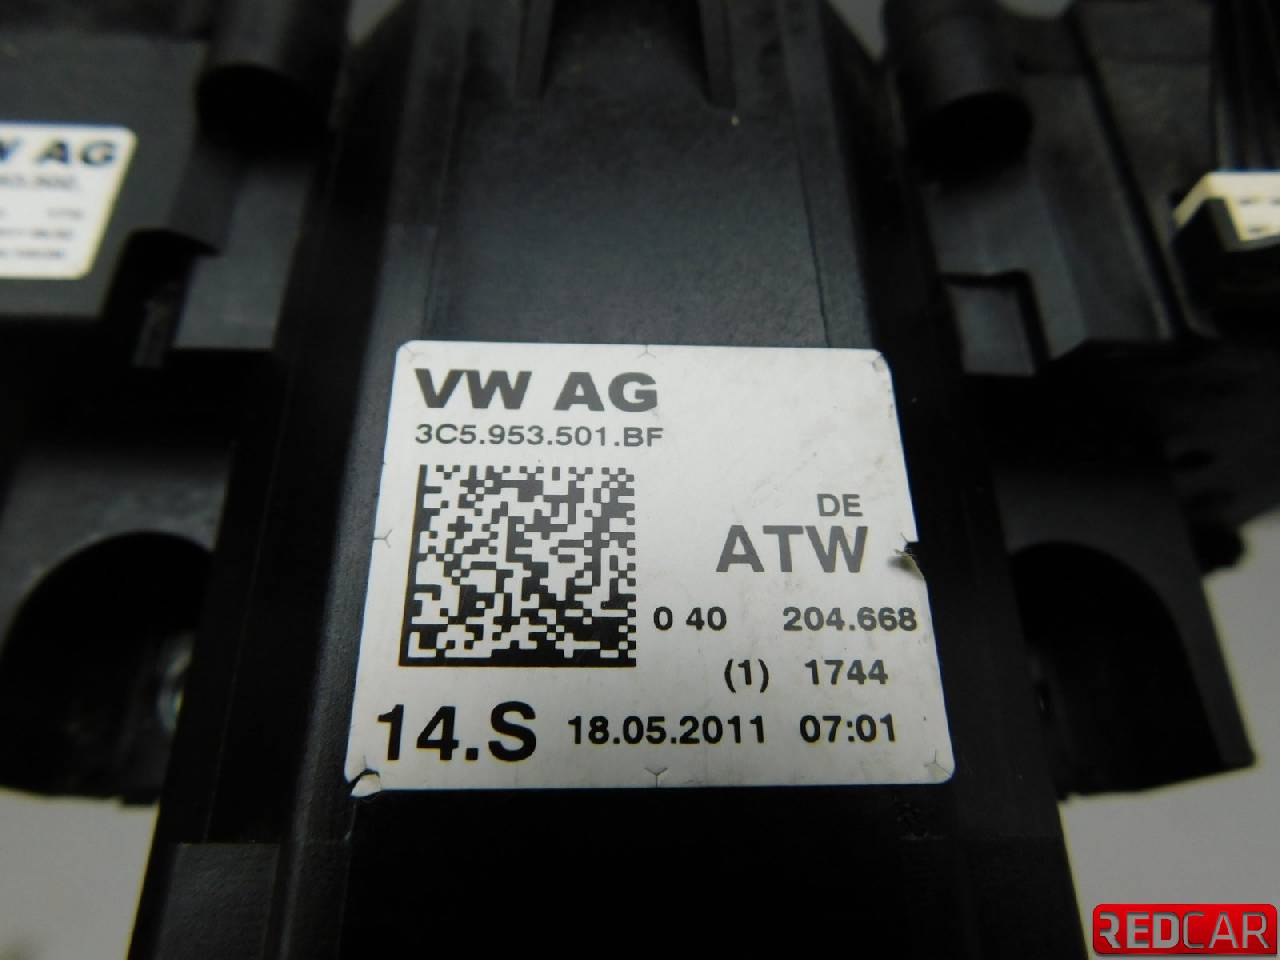 W AG
VW AG
3C5.953.501.BF
DE
ATW
0 40 204.668
(1) 1744
14.S 18.05.2011 07:01
REDCAR